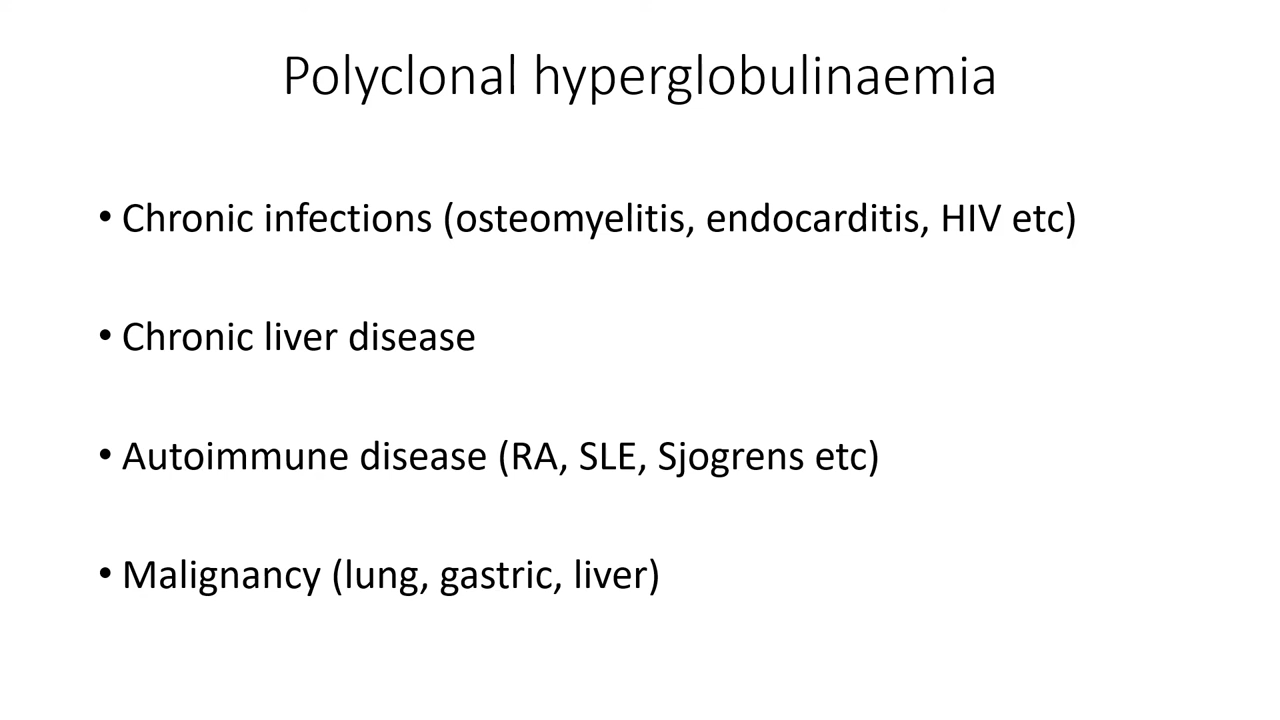 Polyclonal hyperglobulinaemia
• Chronic infections (osteomyelitis, endocarditis, HIV etc)
• Chronic liver disease
• Autoimmune disease (RA, SLE, Sjogrens etc)
• Malignancy (lung, gastric, liver)